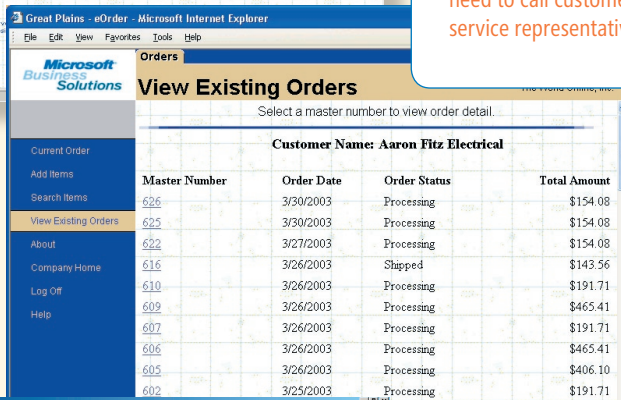 need to call custome
service representativ
Great Plains - eOrder - Microsoft Internet Explorer
File Edit View Favorites Tools Help
Microsoft
Business
Solutions
Orders
View Existing Orders
The World Online, Inc.
Select a master number to view order detail.
Customer Name: Aaron Fitz Electrical
Current Order
Add Items
Search Items
View Existing Orders
About
Company Home
Log Off
Help
Master Number Order Date Order Status Total Amount
626 3/30/2003 Processing $154.08
625 3/30/2003 Processing $154.08
622 3/27/2003 Processing $154.08
616 3/26/2003 Shipped $143.56
610 3/26/2003 Processing $191.71
609 3/26/2003 Processing $465.41
607 3/26/2003 Processing $191.71
606 3/26/2003 Processing $465.41
605 3/26/2003 Processing $406.10
602 3/25/2003 Processing $191.71